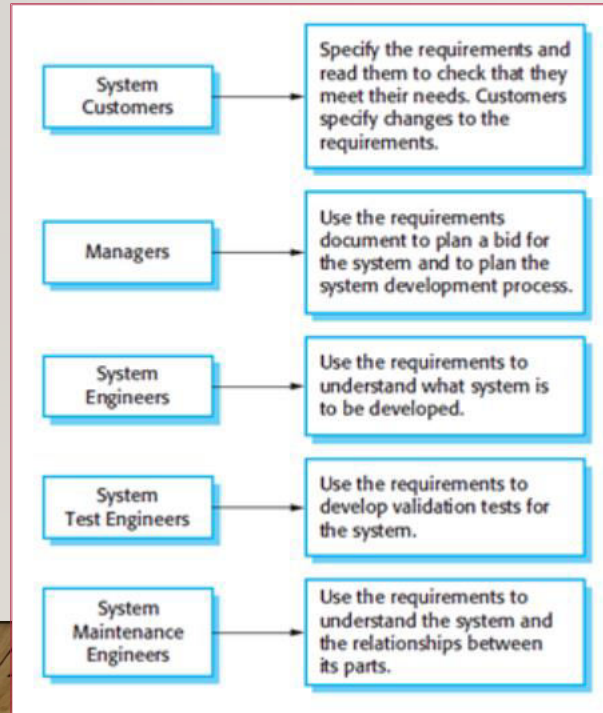 System
Customers
Specify the requirements and
read them to check that they
meet their needs. Customers
specify changes to the
requirements.
Managers
Use the requirements
document to plan a bid for
the system and to plan the
system development process.
System
Engineers
Use the requirements to
understand what system is
to be developed.
System
Test Engineers
Use the requirements to
develop validation tests for
the system.
System
Maintenance
Engineers
Use the requirements to
understand the system and
the relationships between
its parts.